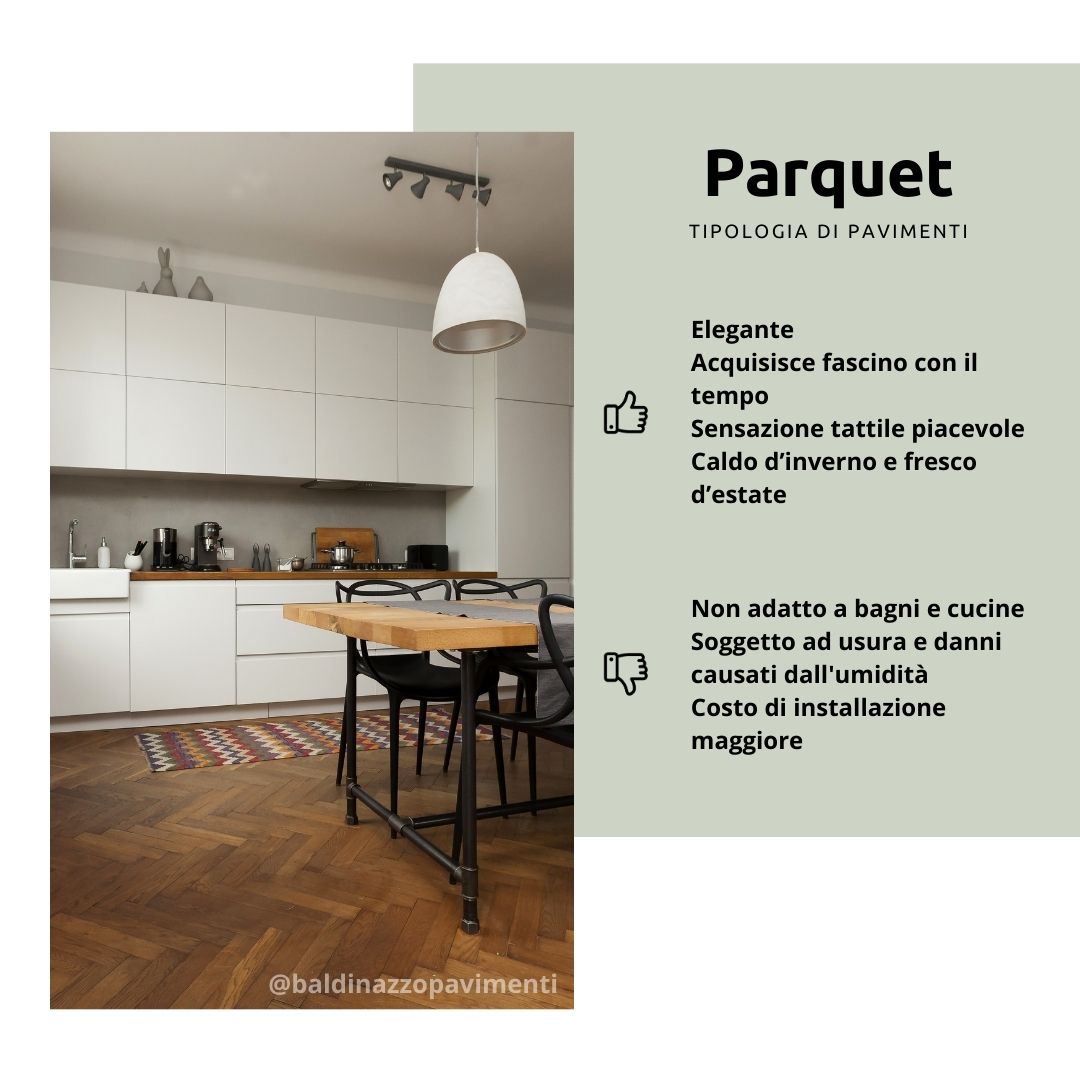 Parquet
TIPOLOGIA DI PAVIMENTI
Elegante
Acquisisce fascino con il
tempo
Sensazione tattile piacevole
Caldo d’inverno e fresco
d’estate
Non adatto a bagni e cucine
Soggetto ad usura e danni
causati dall'umidità
Costo di installazione
maggiore
@baldinazzopavimenti